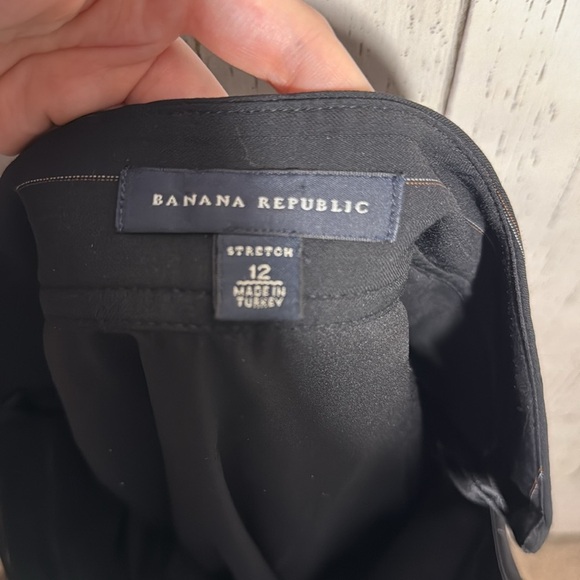 BANANA REPUBLIC
STRETCH
12
MADE IN
TURKEY